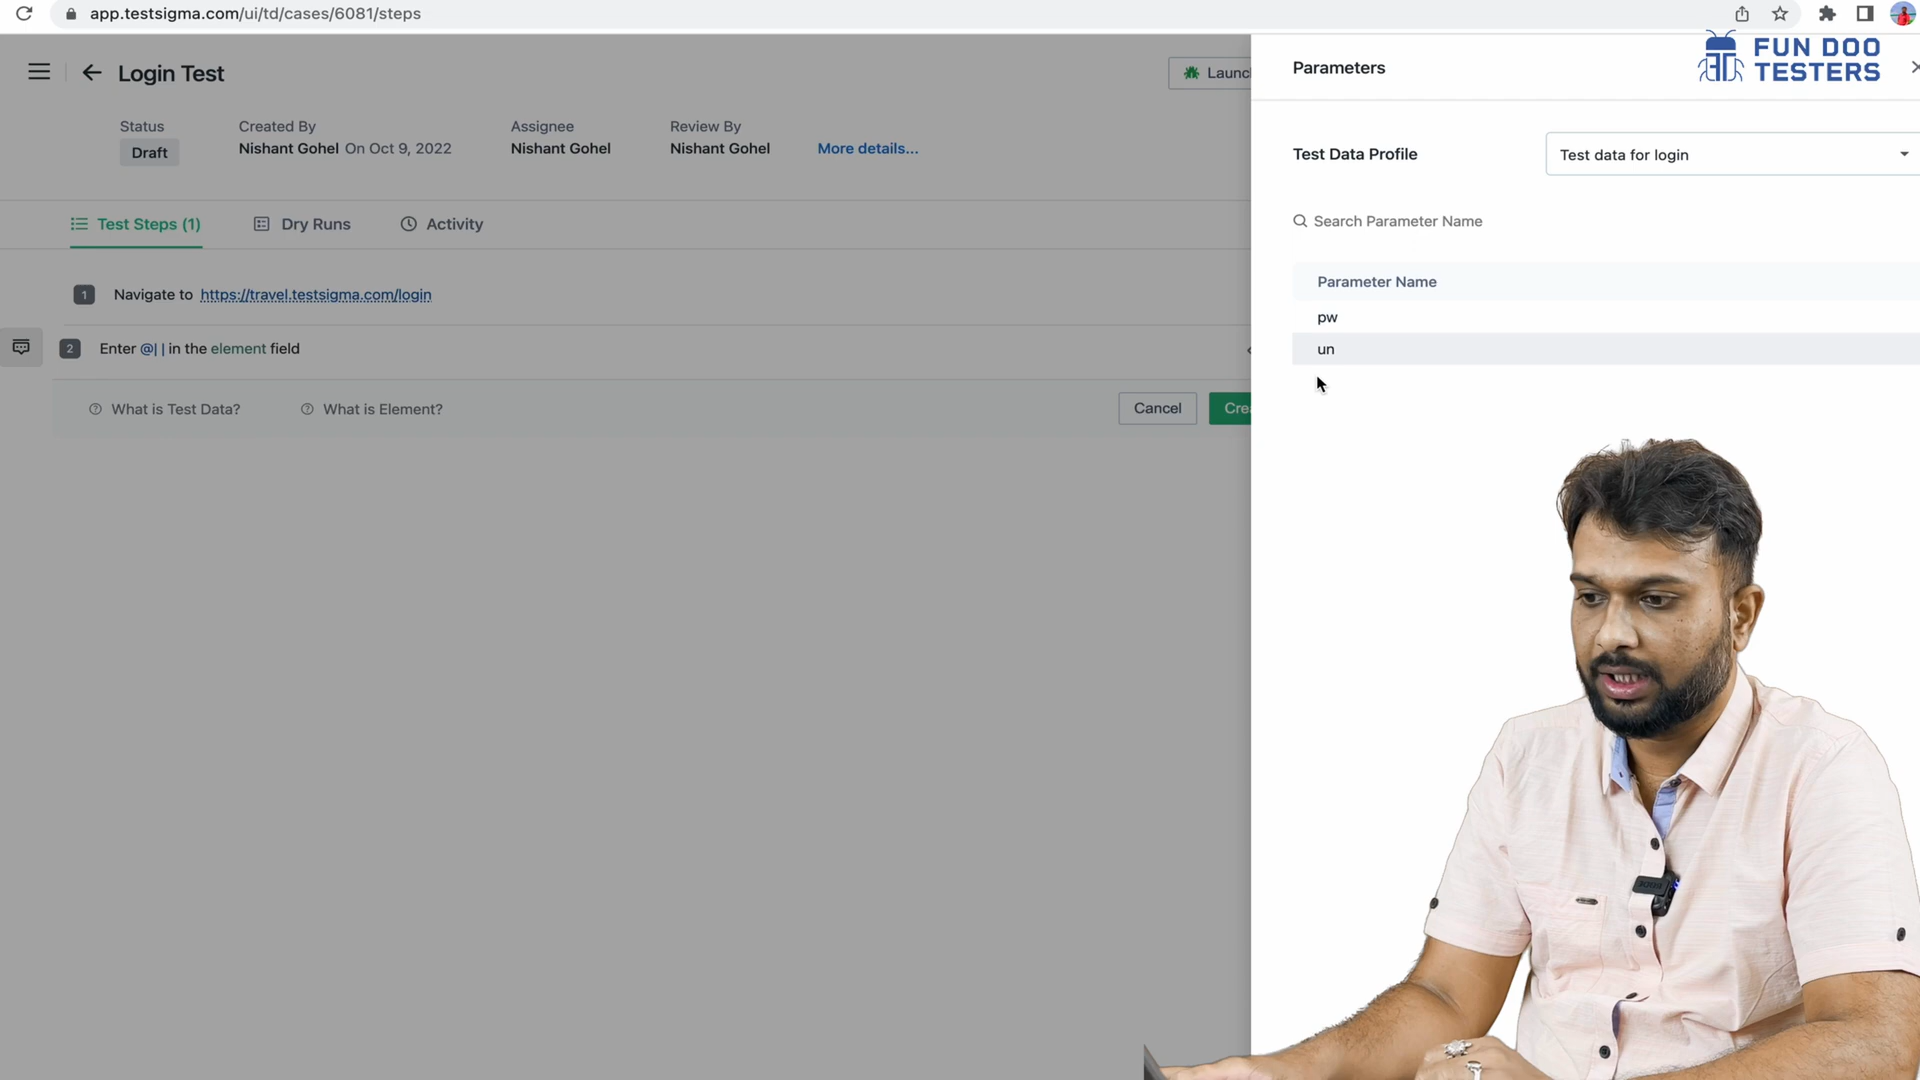 app.testsigma.com/ui/td/cases/6081/steps
FUN DOO
TESTERS
Login Test
Launc
Parameters
Status
Created By
Assignee
Review By
Draft
Nishant Gohel On Oct 9, 2022
Nishant Gohel
Nishant Gohel
More details...
Test Data Profile
Test data for login
Test Steps (1)
Dry Runs
Activity
Search Parameter Name
Parameter Name
1 Navigate to https://travel.testsigma.com/login
pw
2 Enter @| | in the element field
un
What is Test Data?
What is Element?
Cancel
Crea